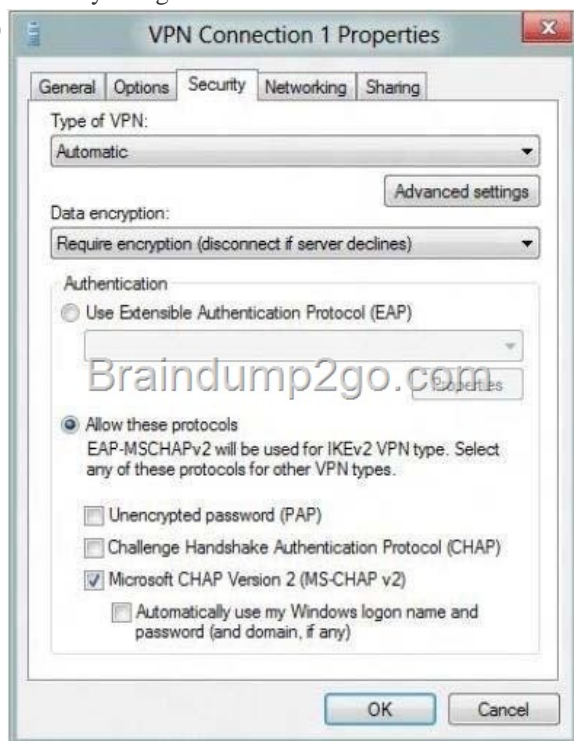 VPN Connection 1 Properties
General Options Security Networking Sharing
Type of VPN:
Automatic
Advanced settings
Data encryption:
Require encryption (disconnect if server declines)
Authentication
Use Extensible Authentication Protocol (EAP)
Braindump2go.com
Properties
Allow these protocols
EAP-MSCHAPv2 will be used for IKEv2 VPN type. Select
any of these protocols for other VPN types.
Unencrypted password (PAP)
Challenge Handshake Authentication Protocol (CHAP)
Microsoft CHAP Version 2 (MS-CHAP v2)
Automatically use my Windows logon name and
password (and domain, if any)
OK Cancel